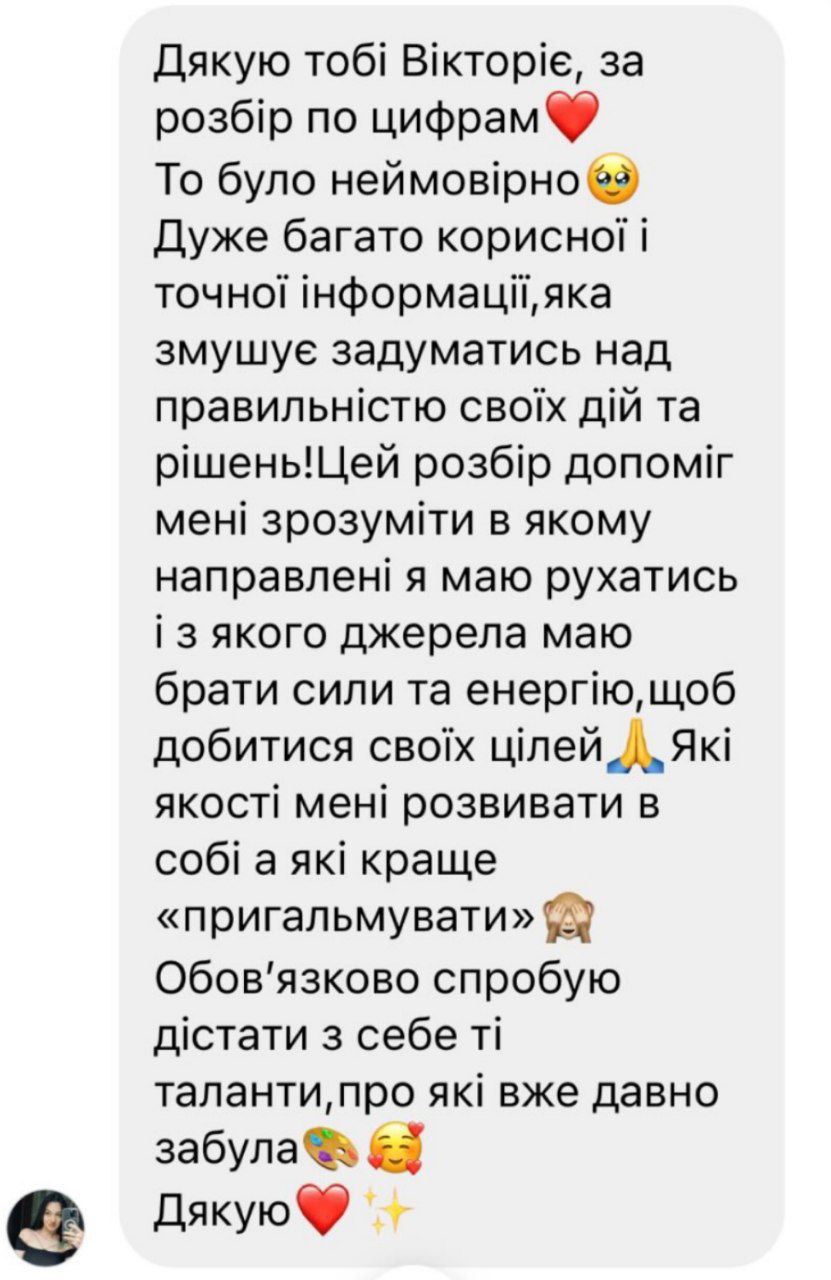 Дякую тобі Вікторіє, за
розбір по цифрам❤️
То було неймовірно🥹
Дуже багато корисної і
точної інформації,яка
змушує задуматись над
правильністю своїх дій та
рішень!Цей розбір допоміг
мені зрозуміти в якому
направлені я маю рухатись
і з якого джерела маю
брати сили та енергію,щоб
добитися своїх цілей🙏Які
якості мені розвивати в
собі а які краще
«пригальмувати»🙈
Обов’язково спробую
дістати з себе ті
таланти,про які вже давно
забула🎨🥰
Дякую❤️✨